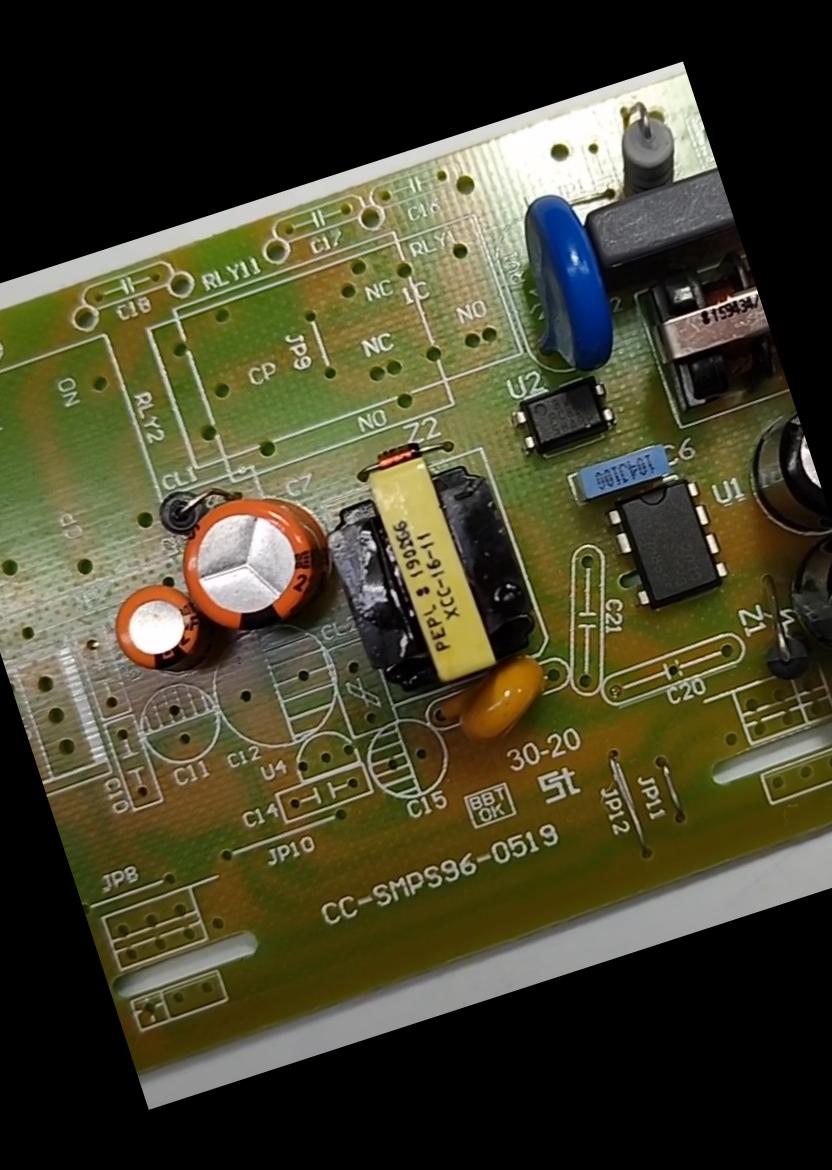 C16
C17
C18
RLY11
RLY1
NC
1C
NO
JP9
NC
CP
NO
RLY2
NO
Z2
U2
C6
104J100
U1
CL1
C7
PEPL 8 190266
XCC-16-11
C21
Z1
C20
C12
C11
U4
C10
C14
C15
30-20
BBT
OK
JP12
JP11
JP10
JP8
CC-SMPS96-0519